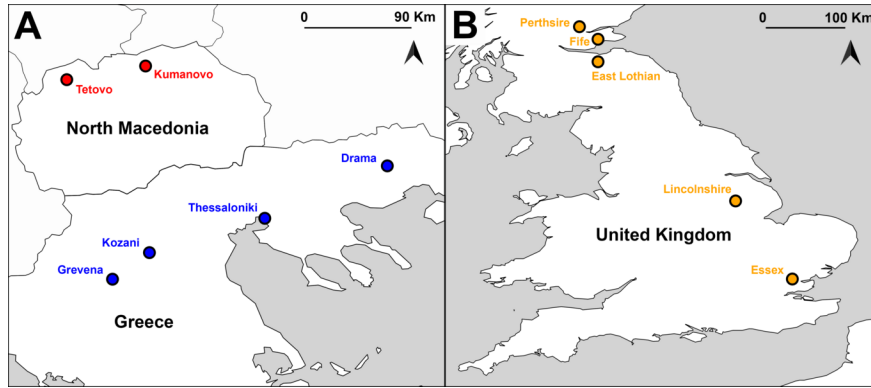 A
0 90 Km
Tetovo
Kumanovo
North Macedonia
Drama
Thessaloniki
Kozani
Grevena
Greece
B
0 100 Km
Perthsire
Fife
East Lothian
Lincolnshire
United Kingdom
Essex